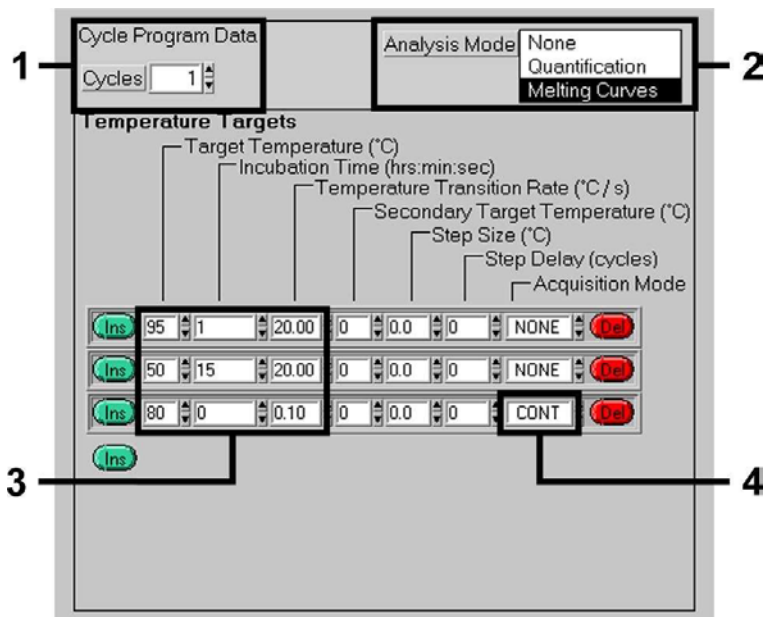 Cycle Program Data
Cycles 1
Analysis Mode None
Quantification
Melting Curves
1
2
Temperature Targets
Target Temperature (°C)
Incubation Time (hrs:min:sec)
Temperature Transition Rate (°C / s)
Secondary Target Temperature (°C)
Step Size (°C)
Step Delay (cycles)
Acquisition Mode
Ins 95 1 20.00 0 0.0 0 NONE Del
Ins 50 15 20.00 0 0.0 0 NONE Del
Ins 80 0 0.10 0 0.0 0 CONT Del
Ins
3
4